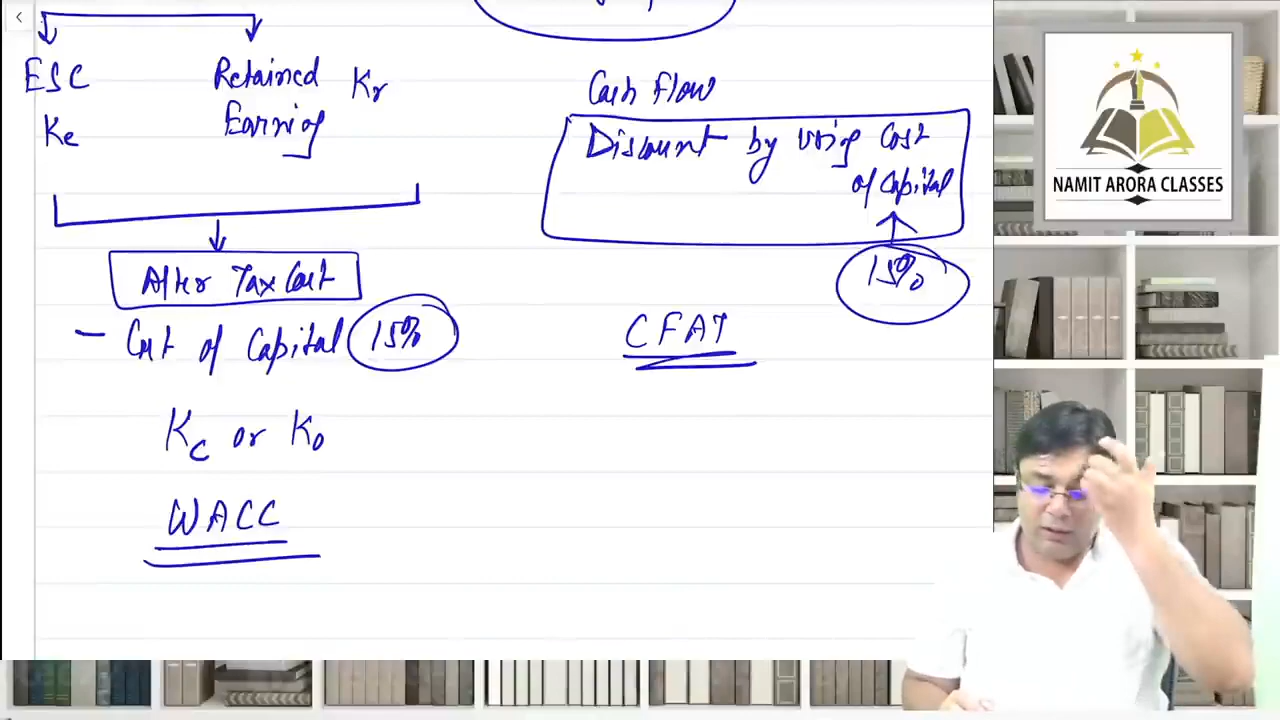 ESC
Ke
Retained
Earning
Kr
After Tax Cost
- Cost of Capital 15%
Kc or Ko
WACC
Cash flow
Discount by using Cost
of Capital
15%
CFAT
NAMIT ARORA CLASSES